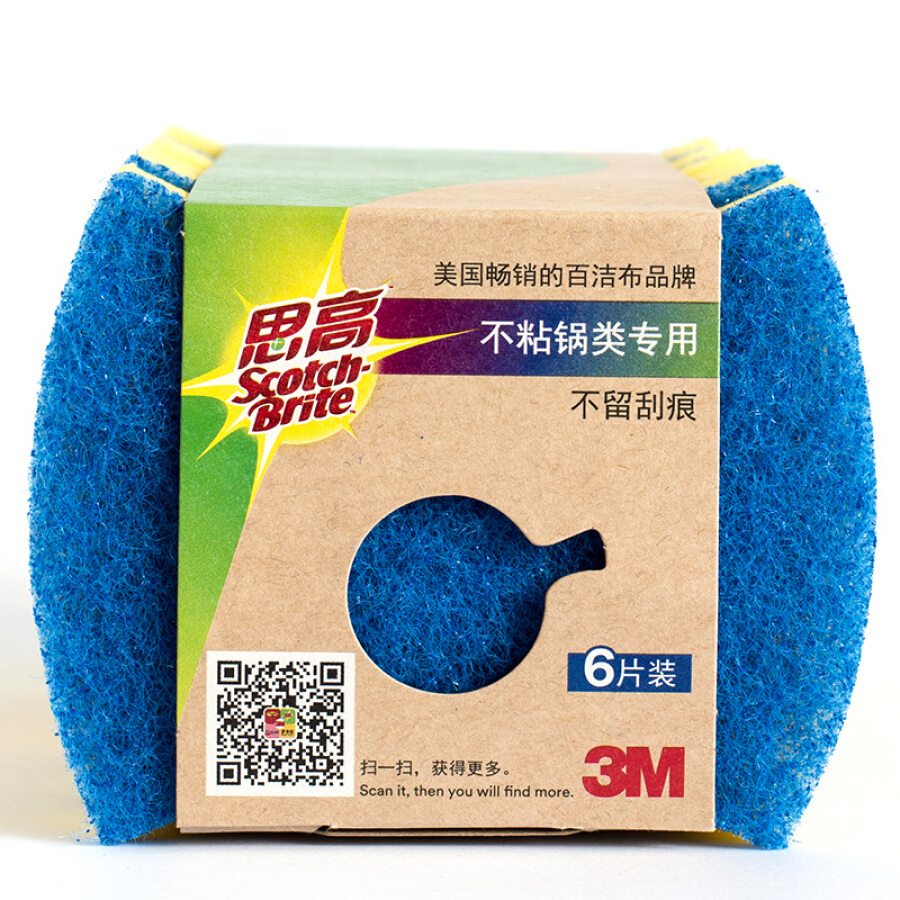 美国畅销的百洁布品牌
思高
Scotch-
Brite™
不粘锅类专用
不留刮痕
6片装
扫一扫，获得更多。
Scan it, then you will find more.
3M